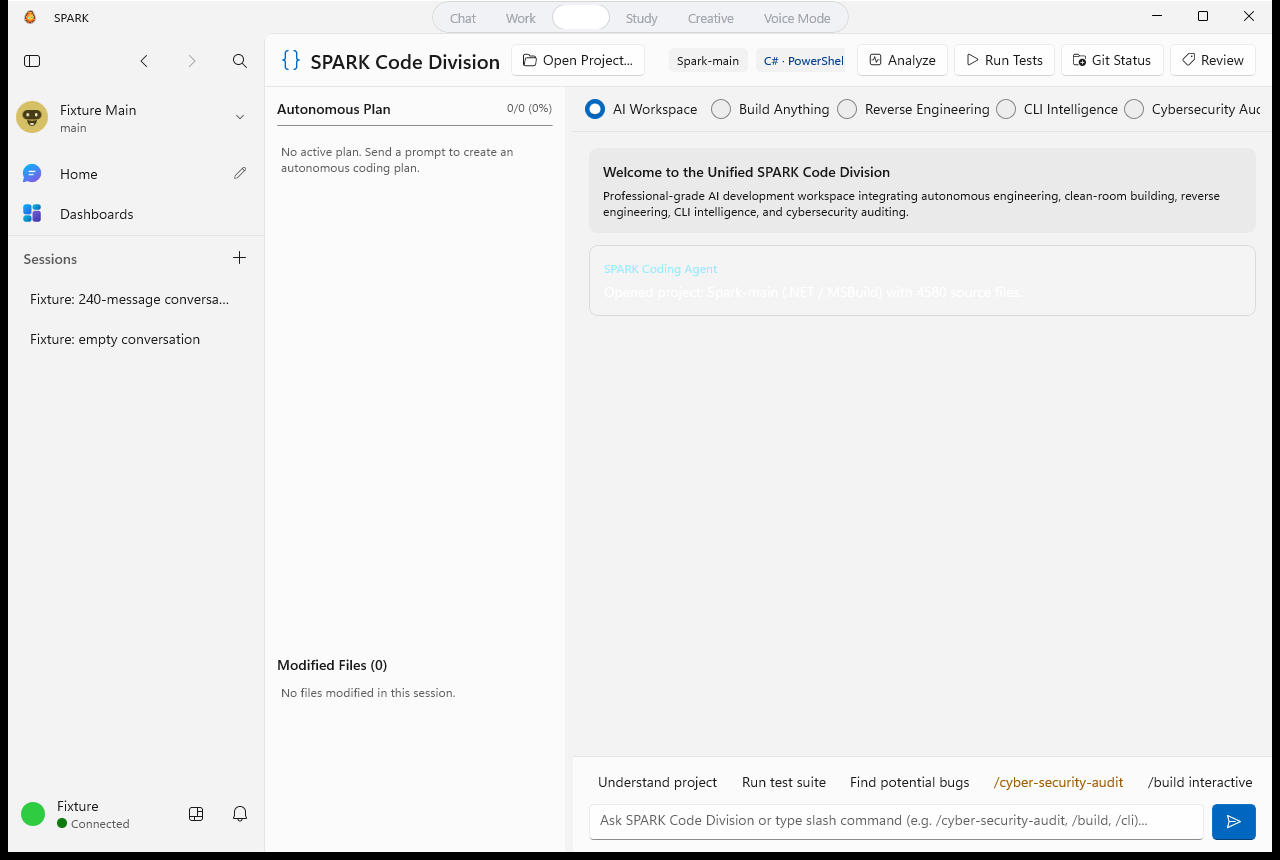 SPARK
Chat Work Study Creative Voice Mode
SPARK Code Division
Open Project...
Spark-main
C# · PowerShel
Analyze
Run Tests
Git Status
Review
Fixture Main
main
Home
Dashboards
Sessions
Fixture: 240-message conversa...
Fixture: empty conversation
Fixture
Connected
Autonomous Plan 0/0 (0%)
No active plan. Send a prompt to create an
autonomous coding plan.
Modified Files (0)
No files modified in this session.
AI Workspace Build Anything Reverse Engineering CLI Intelligence Cybersecurity Auc
Welcome to the Unified SPARK Code Division
Professional-grade AI development workspace integrating autonomous engineering, clean-room building, reverse
engineering, CLI intelligence, and cybersecurity auditing.
SPARK Coding Agent
Opened project: Spark-main (.NET / MSBuild) with 4580 source files.
Understand project Run test suite Find potential bugs /cyber-security-audit /build interactive
Ask SPARK Code Division or type slash command (e.g. /cyber-security-audit, /build, /cli)...